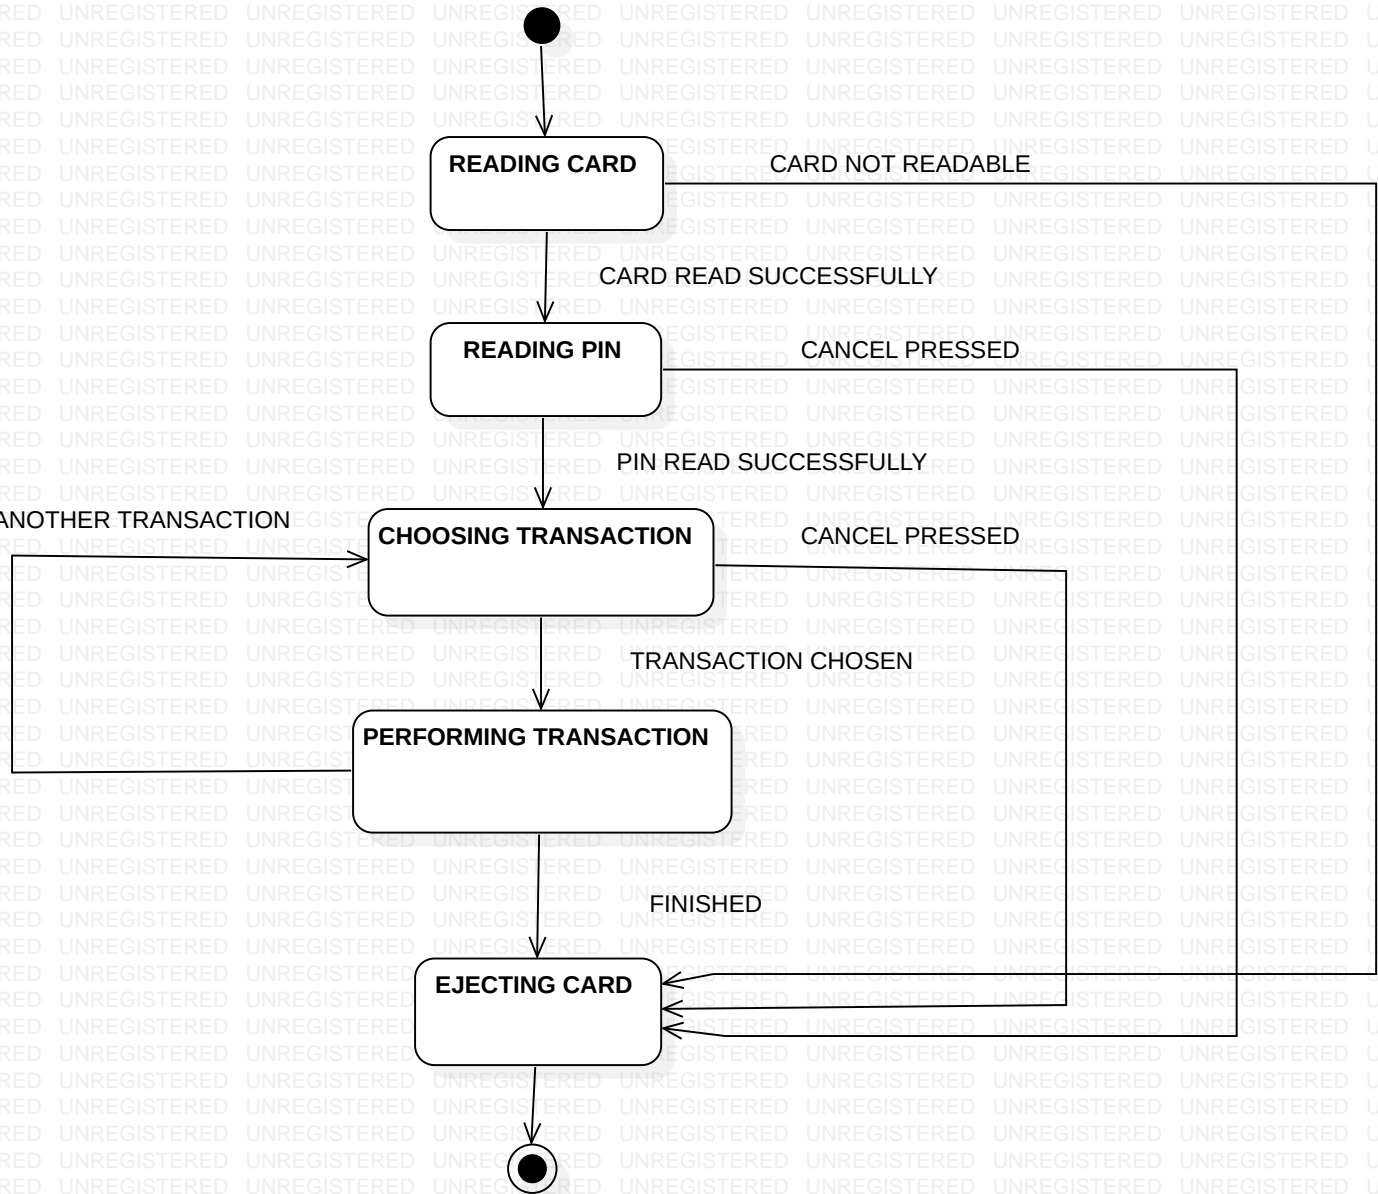 READING CARD
CARD NOT READABLE
CARD READ SUCCESSFULLY
READING PIN
CANCEL PRESSED
PIN READ SUCCESSFULLY
ANOTHER TRANSACTION
CHOOSING TRANSACTION
CANCEL PRESSED
TRANSACTION CHOSEN
PERFORMING TRANSACTION
FINISHED
EJECTING CARD
UNREGISTERED